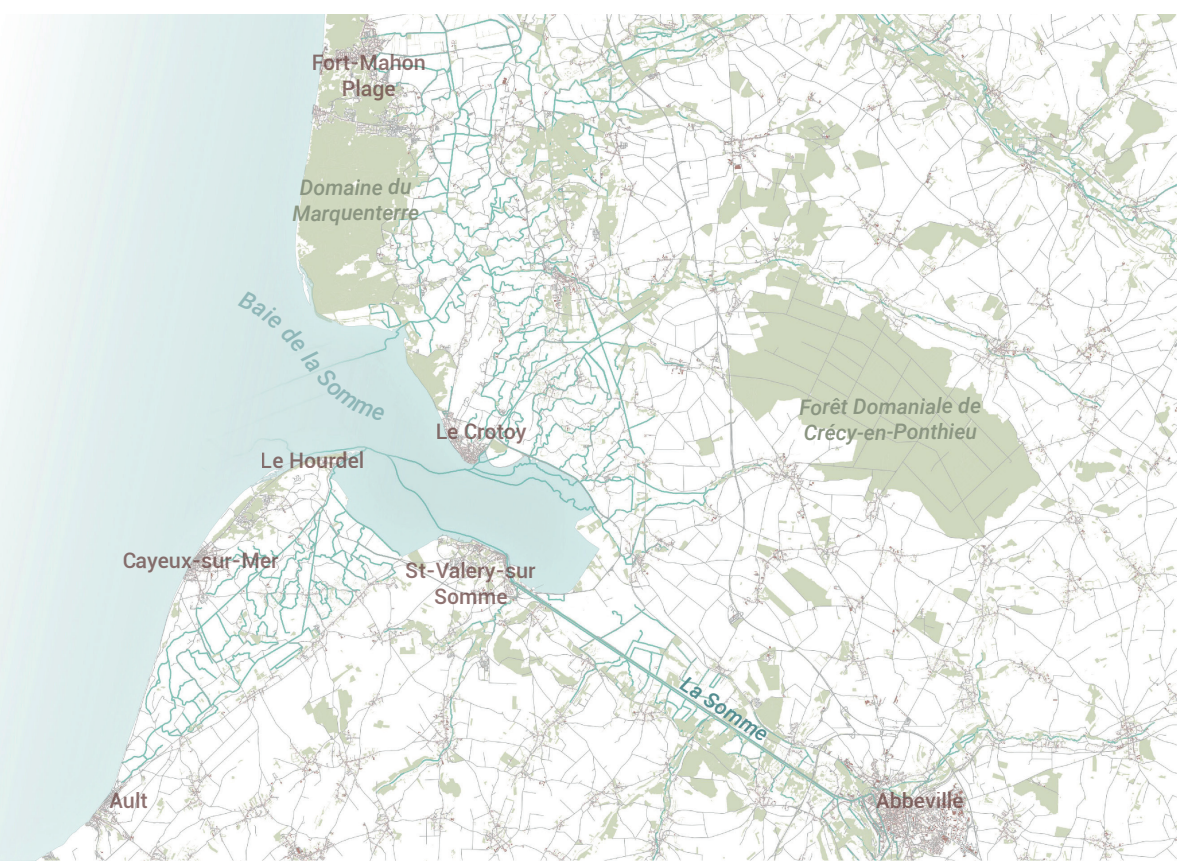 Fort-Mahon
Plage
Domaine du
Marquenterre
Baie de la Somme
Forêt Domaniale de
Crécy-en-Ponthieu
Le Crotoy
Le Hourdel
Cayeux-sur-Mer
St-Valery-sur
Somme
La Somme
Ault
Abbeville